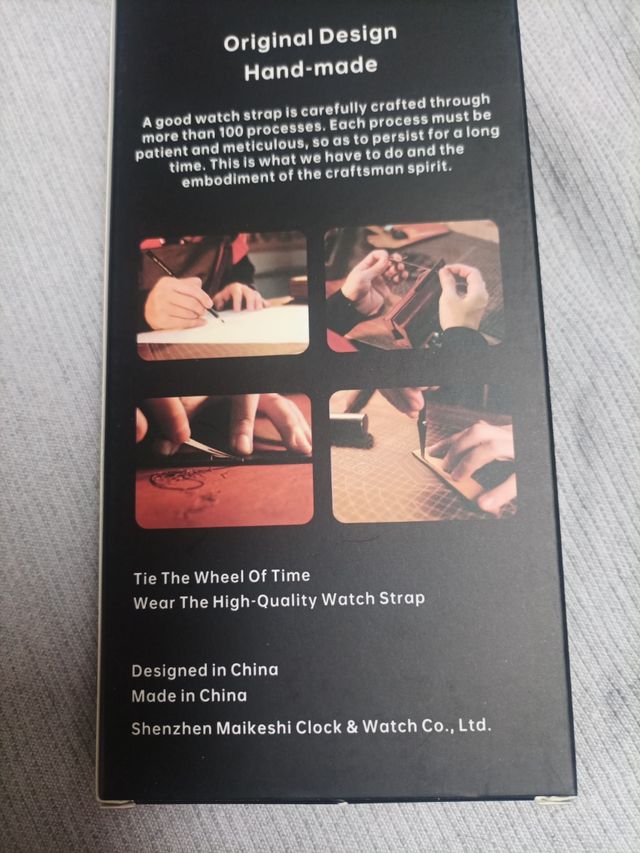 Original Design
Hand-made
A good watch strap is carefully crafted through
more than 100 processes. Each process must be
patient and meticulous, so as to persist for a long
time. This is what we have to do and the
embodiment of the craftsman spirit.
Tie The Wheel Of Time
Wear The High-Quality Watch Strap
Designed in China
Made in China
Shenzhen Maikeshi Clock & Watch Co., Ltd.